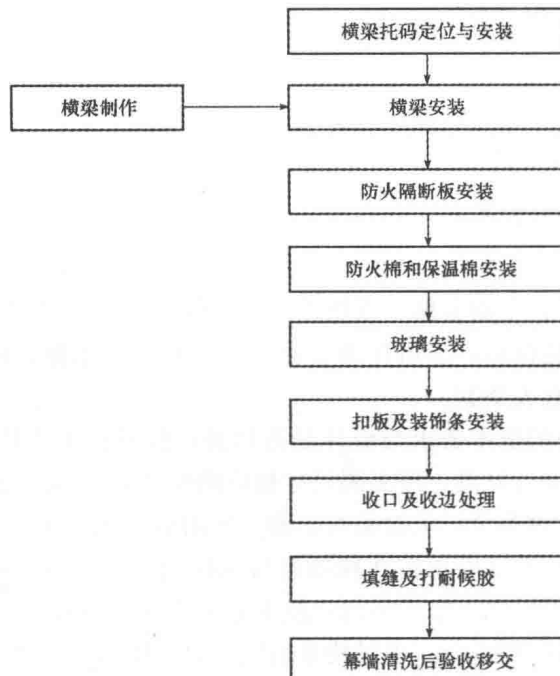 横梁托码定位与安装
横梁制作
横梁安装
防火隔断板安装
防火棉和保温棉安装
玻璃安装
扣板及装饰条安装
收口及收边处理
填缝及打耐候胶
幕墙清洗后验收移交